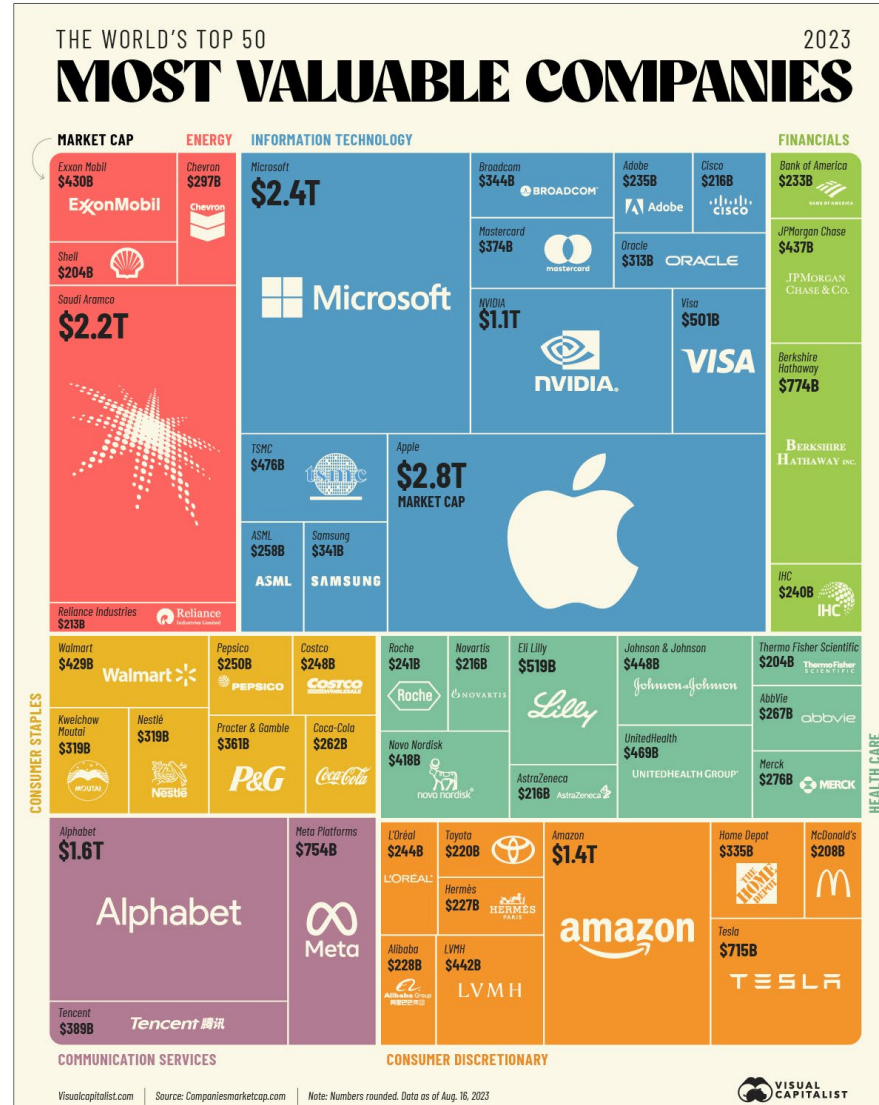 THE WORLD'S TOP 50
2023
MOST VALUABLE COMPANIES
MARKET CAP
ENERGY
INFORMATION TECHNOLOGY
FINANCIALS
Exxon Mobil
$430B
ExxonMobil
Chevron
$297B
Chevron
Shell
$204B
Saudi Aramco
$2.2T
Reliance Industries
$213B
Reliance
Industries Limited
Microsoft
$2.4T
Microsoft
Broadcom
$344B
BROADCOM
Adobe
$235B
Adobe
Cisco
$216B
CISCO
Mastercard
$374B
mastercard
Oracle
$313B
ORACLE
NVIDIA
$1.1T
NVIDIA.
Visa
$501B
VISA
TSMC
$476B
tsmc
Apple
$2.8T
MARKET CAP
ASML
$258B
ASML
Samsung
$341B
SAMSUNG
Bank of America
$233B
BANK OF AMERICA
JPMorgan Chase
$437B
JPMORGAN
CHASE & CO.
Berkshire
Hathaway
$774B
BERKSHIRE
HATHAWAY INC.
IHC
$240B
IHC
CONSUMER STAPLES
Walmart
$429B
Walmart
Pepsico
$250B
PEPSICO
Costco
$248B
COSTCO
WHOLESALE
Kweichow
Moutai
$319B
MOUTAI
Nestlé
$319B
Nestlé
Procter & Gamble
$361B
P&G
Coca-Cola
$262B
Coca-Cola
HEALTH CARE
Roche
$241B
Roche
Novartis
$216B
NOVARTIS
Eli Lilly
$519B
Lilly
Johnson & Johnson
$448B
Johnson & Johnson
Thermo Fisher Scientific
$204B
ThermoFisher
SCIENTIFIC
AbbVie
$267B
abbvie
Novo Nordisk
$418B
novo nordisk
AstraZeneca
$216B
AstraZeneca
UnitedHealth
$469B
UNITEDHEALTH GROUP
Merck
$276B
MERCK
Alphabet
$1.6T
Alphabet
Meta Platforms
$754B
Meta
Tencent
$389B
Tencent 腾讯
L'Oréal
$244B
L'ORÉAL
Toyota
$220B
Hermès
$227B
HERMÈS
PARIS
Amazon
$1.4T
amazon
Home Depot
$335B
THE
HOME
DEPOT
McDonald's
$208B
Alibaba
$228B
Alibaba Group
阿里巴巴集团
LVMH
$442B
LVMH
Tesla
$715B
TESLA
COMMUNICATION SERVICES
CONSUMER DISCRETIONARY
Visualcapitalist.com
Source: Companiesmarketcap.com
Note: Numbers rounded. Data as of Aug. 16, 2023
VISUAL
CAPITALIST